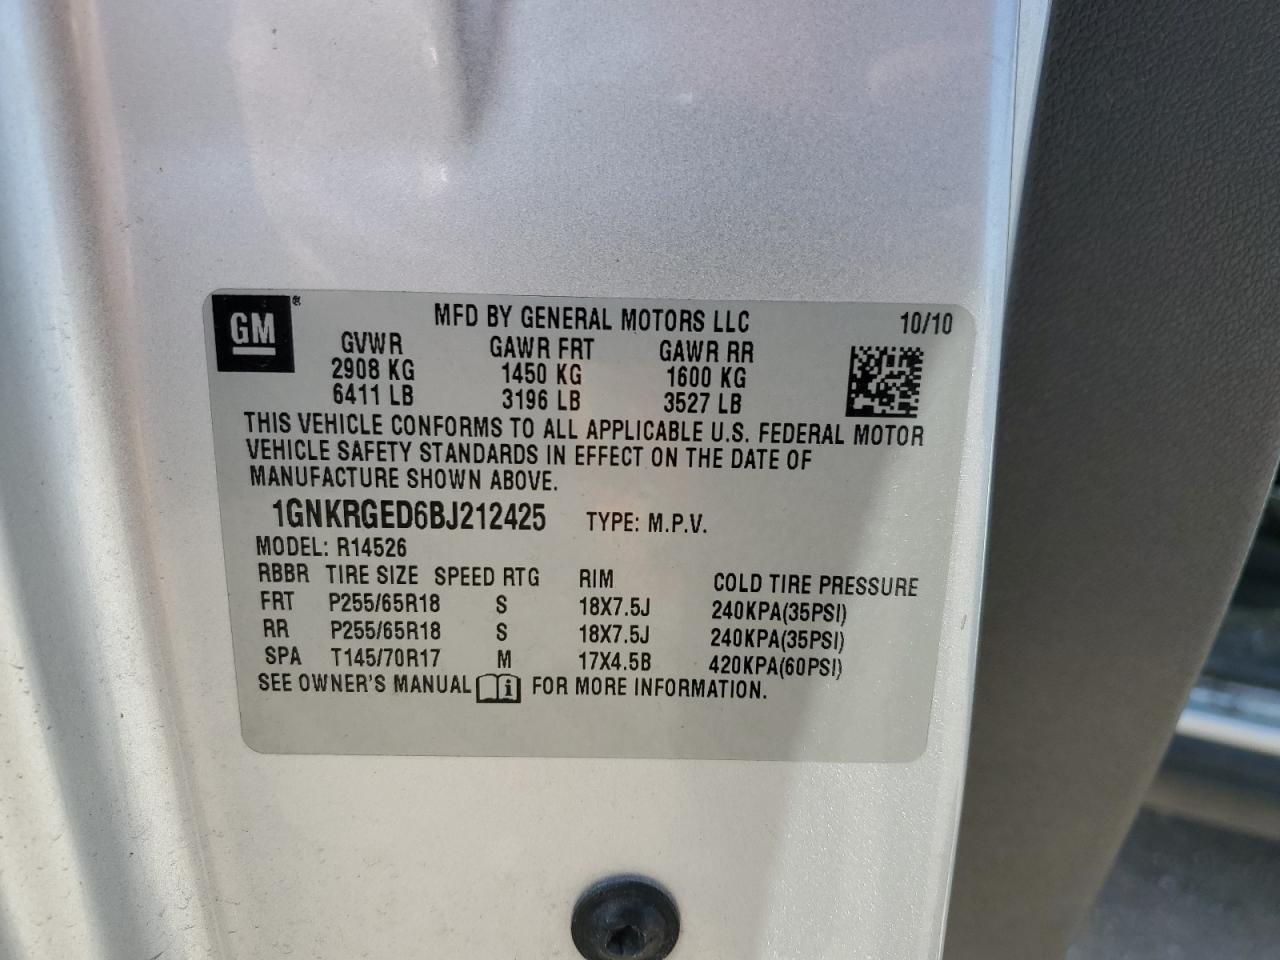 GM ® MFD BY GENERAL MOTORS LLC 10/10
GVWR GAWR FRT GAWR RR
2908 KG 1450 KG 1600 KG
6411 LB 3196 LB 3527 LB
THIS VEHICLE CONFORMS TO ALL APPLICABLE U.S. FEDERAL MOTOR
VEHICLE SAFETY STANDARDS IN EFFECT ON THE DATE OF
MANUFACTURE SHOWN ABOVE.
1GNKRGED6BJ212425 TYPE: M.P.V.
MODEL: R14526
RBBR TIRE SIZE SPEED RTG RIM COLD TIRE PRESSURE
FRT P255/65R18 S 18X7.5J 240KPA(35PSI)
RR P255/65R18 S 18X7.5J 240KPA(35PSI)
SPA T145/70R17 M 17X4.5B 420KPA(60PSI)
SEE OWNER'S MANUAL i FOR MORE INFORMATION.